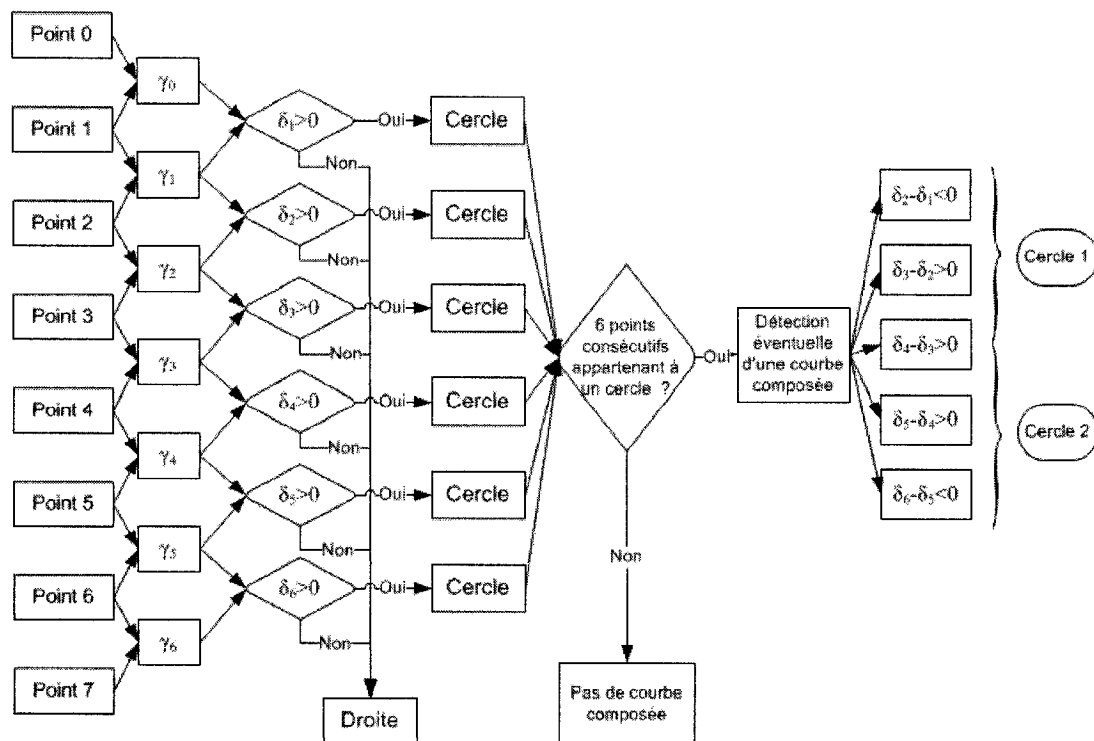 Point 0
Point 1
Point 2
Point 3
Point 4
Point 5
Point 6
Point 7
γ0
γ1
γ2
γ3
γ4
γ5
γ6
δ1>0
Oui
Cercle
Non
δ2>0
Oui
Cercle
Non
δ3>0
Oui
Cercle
Non
δ4>0
Oui
Cercle
Non
δ5>0
Oui
Cercle
Non
δ6>0
Oui
Cercle
Non
Droite
6 points
consécutifs
appartenant à
un cercle ?
Oui
Non
Pas de courbe
composée
Détection
éventuelle
d'une courbe
composée
δ2-δ1<0
δ3-δ2>0
δ4-δ3>0
δ5-δ4>0
δ6-δ5<0
Cercle 1
Cercle 2